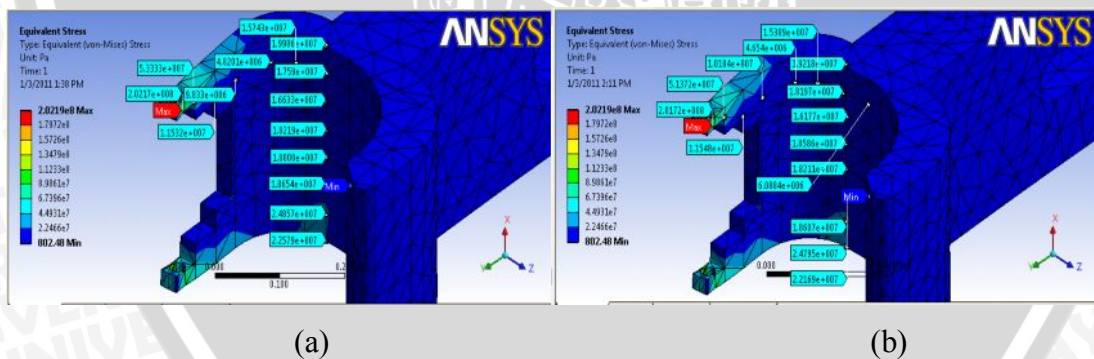 Equivalent Stress
Type: Equivalent (von-Mises) Stress
Unit: Pa
Time: 1
1/3/2011 1:38 PM
2.0219e8 Max
1.7972e8
1.5726e8
1.3479e8
1.1233e8
8.9861e7
6.7396e7
4.4931e7
2.2466e7
802.48 Min
ANSYS
1.5743e+007
1.9986e+007
4.8201e+006
1.759e+007
5.3333e+007
2.0217e+008
9.833e+006
Max
1.6633e+007
1.1532e+007
1.8219e+007
1.8808e+007
1.8654e+007
Min
2.4857e+007
2.2579e+007
0.000
0.100
X
Y
Z
(a)
Equivalent Stress
Type: Equivalent (von-Mises) Stress
Unit: Pa
Time: 1
1/3/2011 2:11 PM
2.0219e8 Max
1.7972e8
1.5726e8
1.3479e8
1.1233e8
8.9861e7
6.7396e7
4.4931e7
2.2466e7
802.48 Min
ANSYS
1.5389e+007
4.654e+006
1.9218e+007
1.0184e+007
5.1372e+007
1.8197e+007
2.0172e+008
Max
1.6177e+007
1.1548e+007
1.8586e+007
1.8211e+007
6.0884e+006
Min
1.8607e+007
2.4795e+007
2.2169e+007
0.000
X
Y
Z
(b)